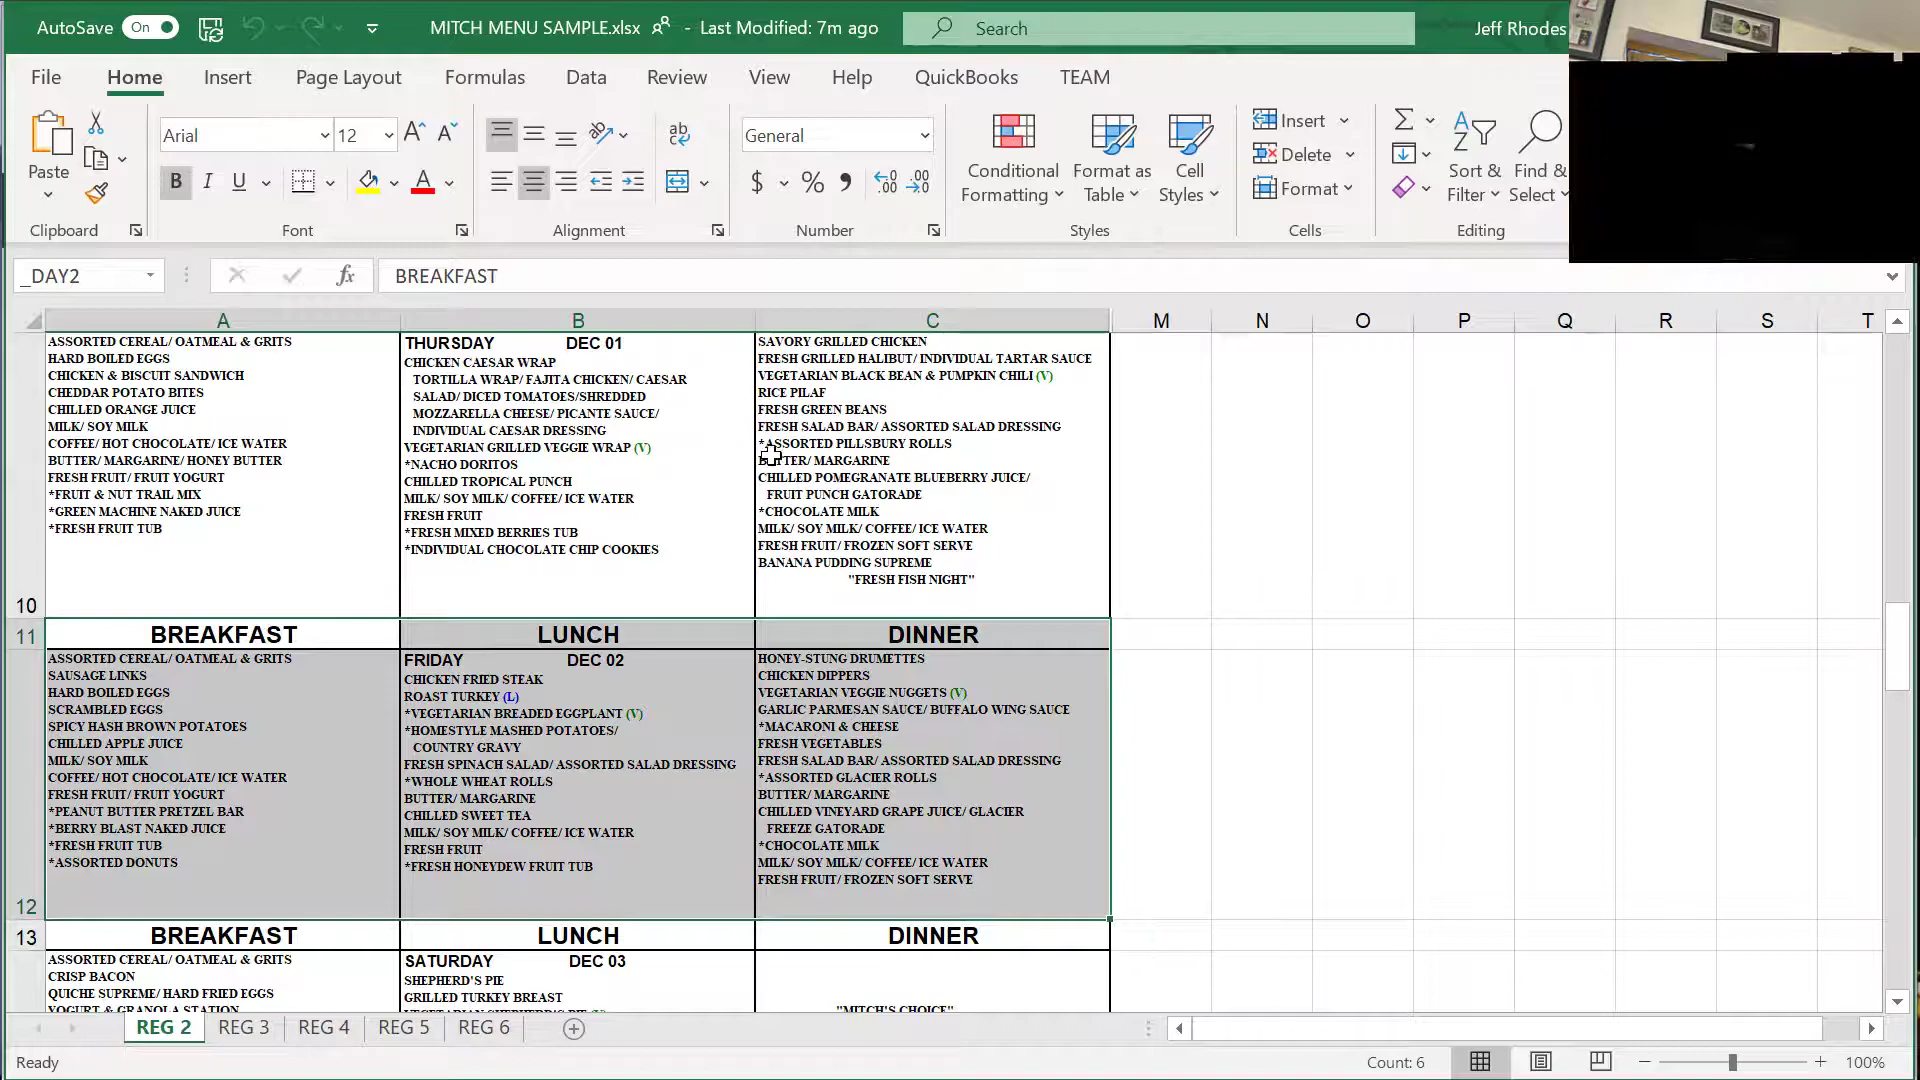 AutoSave On MITCH MENU SAMPLE.xlsx - Last Modified: 7m ago Search Jeff Rhodes
File Home Insert Page Layout Formulas Data Review View Help QuickBooks TEAM
Paste
Clipboard
Arial 12
B I U
Font
ab
Alignment
General
$ % , .00 .00
Number
Conditional Formatting
Format as Table
Cell Styles
Styles
Insert
Delete
Format
Cells
Sort & Filter
Find & Select
Editing
_DAY2 fx BREAKFAST
A B C M N O P Q R S T
10
ASSORTED CEREAL/ OATMEAL & GRITS
HARD BOILED EGGS
CHICKEN & BISCUIT SANDWICH
CHEDDAR POTATO BITES
CHILLED ORANGE JUICE
MILK/ SOY MILK
COFFEE/ HOT CHOCOLATE/ ICE WATER
BUTTER/ MARGARINE/ HONEY BUTTER
FRESH FRUIT/ FRUIT YOGURT
*FRUIT & NUT TRAIL MIX
*GREEN MACHINE NAKED JUICE
*FRESH FRUIT TUB
THURSDAY DEC 01
CHICKEN CAESAR WRAP
TORTILLA WRAP/ FAJITA CHICKEN/ CAESAR
SALAD/ DICED TOMATOES/SHREDDED
MOZZARELLA CHEESE/ PICANTE SAUCE/
INDIVIDUAL CAESAR DRESSING
VEGETARIAN GRILLED VEGGIE WRAP (V)
*NACHO DORITOS
CHILLED TROPICAL PUNCH
MILK/ SOY MILK/ COFFEE/ ICE WATER
FRESH FRUIT
*FRESH MIXED BERRIES TUB
*INDIVIDUAL CHOCOLATE CHIP COOKIES
SAVORY GRILLED CHICKEN
FRESH GRILLED HALIBUT/ INDIVIDUAL TARTAR SAUCE
VEGETARIAN BLACK BEAN & PUMPKIN CHILI (V)
RICE PILAF
FRESH GREEN BEANS
FRESH SALAD BAR/ ASSORTED SALAD DRESSING
*ASSORTED PILLSBURY ROLLS
BUTTER/ MARGARINE
CHILLED POMEGRANATE BLUEBERRY JUICE/
FRUIT PUNCH GATORADE
*CHOCOLATE MILK
MILK/ SOY MILK/ COFFEE/ ICE WATER
FRESH FRUIT/ FROZEN SOFT SERVE
BANANA PUDDING SUPREME
"FRESH FISH NIGHT"
11 BREAKFAST LUNCH DINNER
12
ASSORTED CEREAL/ OATMEAL & GRITS
SAUSAGE LINKS
HARD BOILED EGGS
SCRAMBLED EGGS
SPICY HASH BROWN POTATOES
CHILLED APPLE JUICE
MILK/ SOY MILK
COFFEE/ HOT CHOCOLATE/ ICE WATER
FRESH FRUIT/ FRUIT YOGURT
*PEANUT BUTTER PRETZEL BAR
*BERRY BLAST NAKED JUICE
*FRESH FRUIT TUB
*ASSORTED DONUTS
FRIDAY DEC 02
CHICKEN FRIED STEAK
ROAST TURKEY (L)
*VEGETARIAN BREADED EGGPLANT (V)
*HOMESTYLE MASHED POTATOES/
COUNTRY GRAVY
FRESH SPINACH SALAD/ ASSORTED SALAD DRESSING
*WHOLE WHEAT ROLLS
BUTTER/ MARGARINE
CHILLED SWEET TEA
MILK/ SOY MILK/ COFFEE/ ICE WATER
FRESH FRUIT
*FRESH HONEYDEW FRUIT TUB
HONEY-STUNG DRUMETTES
CHICKEN DIPPERS
VEGETARIAN VEGGIE NUGGETS (V)
GARLIC PARMESAN SAUCE/ BUFFALO WING SAUCE
*MACARONI & CHEESE
FRESH VEGETABLES
FRESH SALAD BAR/ ASSORTED SALAD DRESSING
*ASSORTED GLACIER ROLLS
BUTTER/ MARGARINE
CHILLED VINEYARD GRAPE JUICE/ GLACIER
FREEZE GATORADE
*CHOCOLATE MILK
MILK/ SOY MILK/ COFFEE/ ICE WATER
FRESH FRUIT/ FROZEN SOFT SERVE
13 BREAKFAST LUNCH DINNER
ASSORTED CEREAL/ OATMEAL & GRITS
CRISP BACON
QUICHE SUPREME/ HARD FRIED EGGS
YOGURT & GRANOLA STATION
SATURDAY DEC 03
SHEPHERD'S PIE
GRILLED TURKEY BREAST
VEGETARIAN SHEPHERD'S PIE (V)
"MITCH'S CHOICE"
REG 2 REG 3 REG 4 REG 5 REG 6
Ready Count: 6 100%